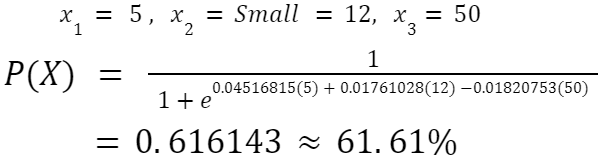 x₁ = 5 , x₂ = Small = 12, x₃ = 50
P(X) = 1 / 1 + e^0.04516815(5) + 0.01761028(12) −0.01820753(50)
= 0.616143 ≈ 61.61%